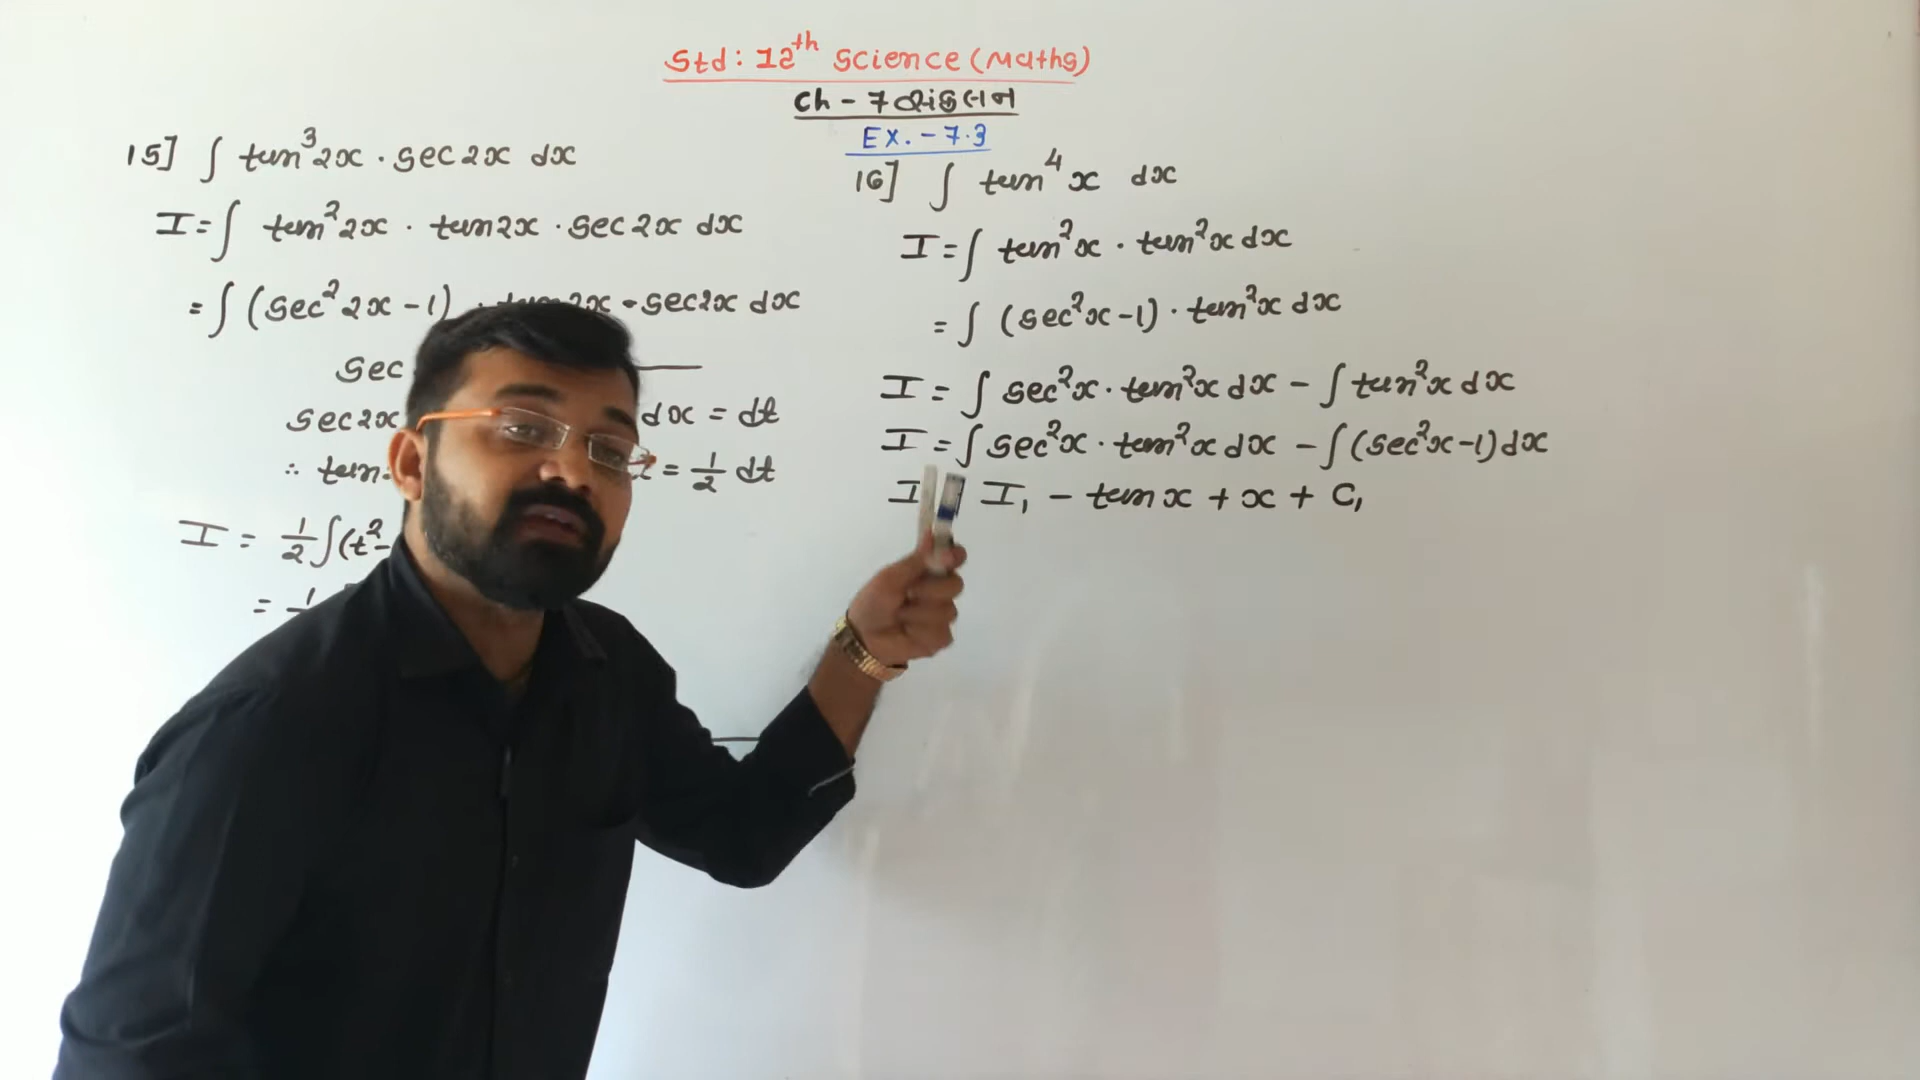 Std: 12th Science (Maths)
Ch - 7 સંકલન
EX. - 7.3
15] ∫ tan³2x · sec2x dx
I = ∫ tan²2x · tan2x · sec2x dx
= ∫ (sec²2x - 1) · tan2x · sec2x dx
sec
sec2x dx = dt
∴ tan = 1/2 dt
I = 1/2 ∫(t² -
= 1/
16] ∫ tan⁴x dx
I = ∫ tan²x · tan²x dx
= ∫ (sec²x - 1) · tan²x dx
I = ∫ sec²x · tan²x dx - ∫ tan²x dx
I = ∫ sec²x · tan²x dx - ∫ (sec²x - 1) dx
I I₁ - tan x + x + C₁